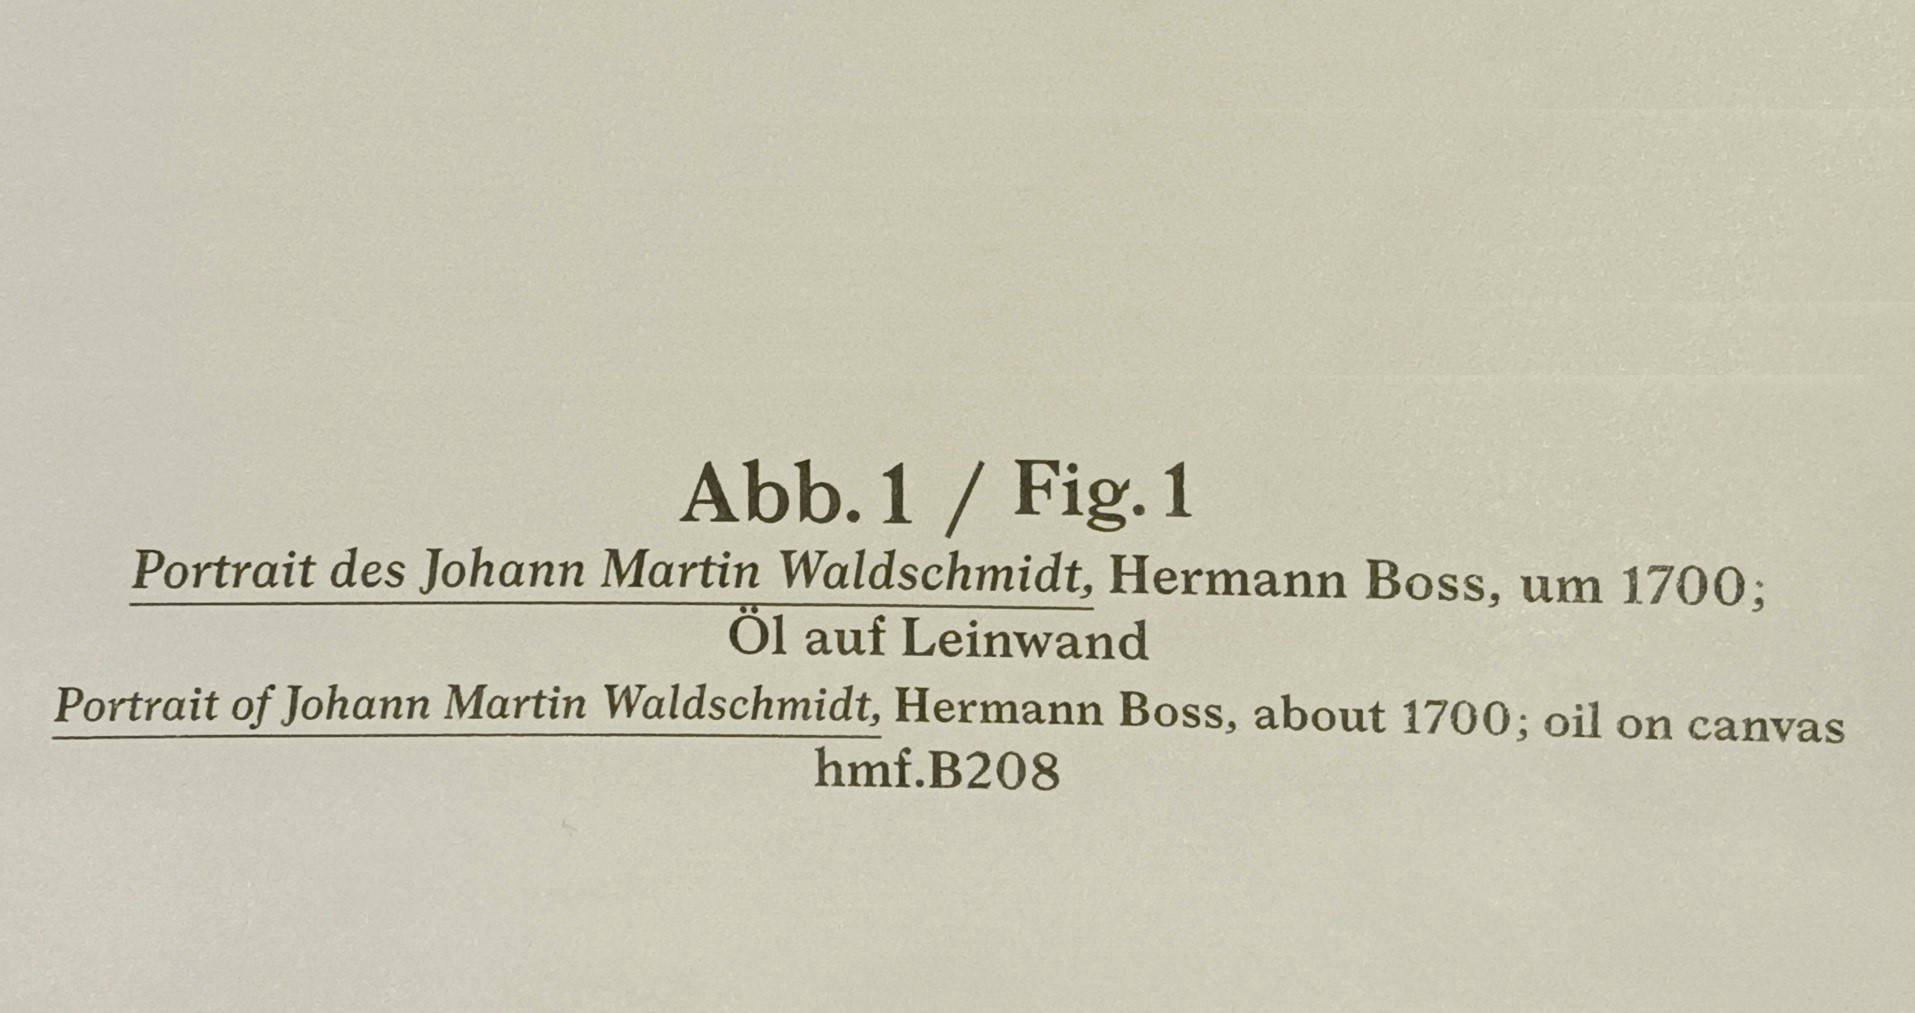 Abb. 1 / Fig. 1
Portrait des Johann Martin Waldschmidt, Hermann Boss, um 1700;
Öl auf Leinwand
Portrait of Johann Martin Waldschmidt, Hermann Boss, about 1700; oil on canvas
hmf.B208